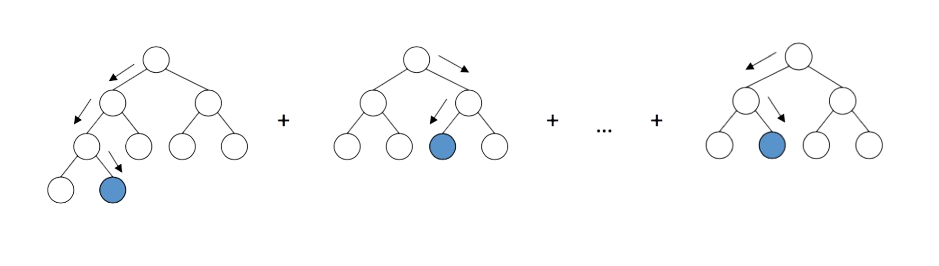 + + ... +